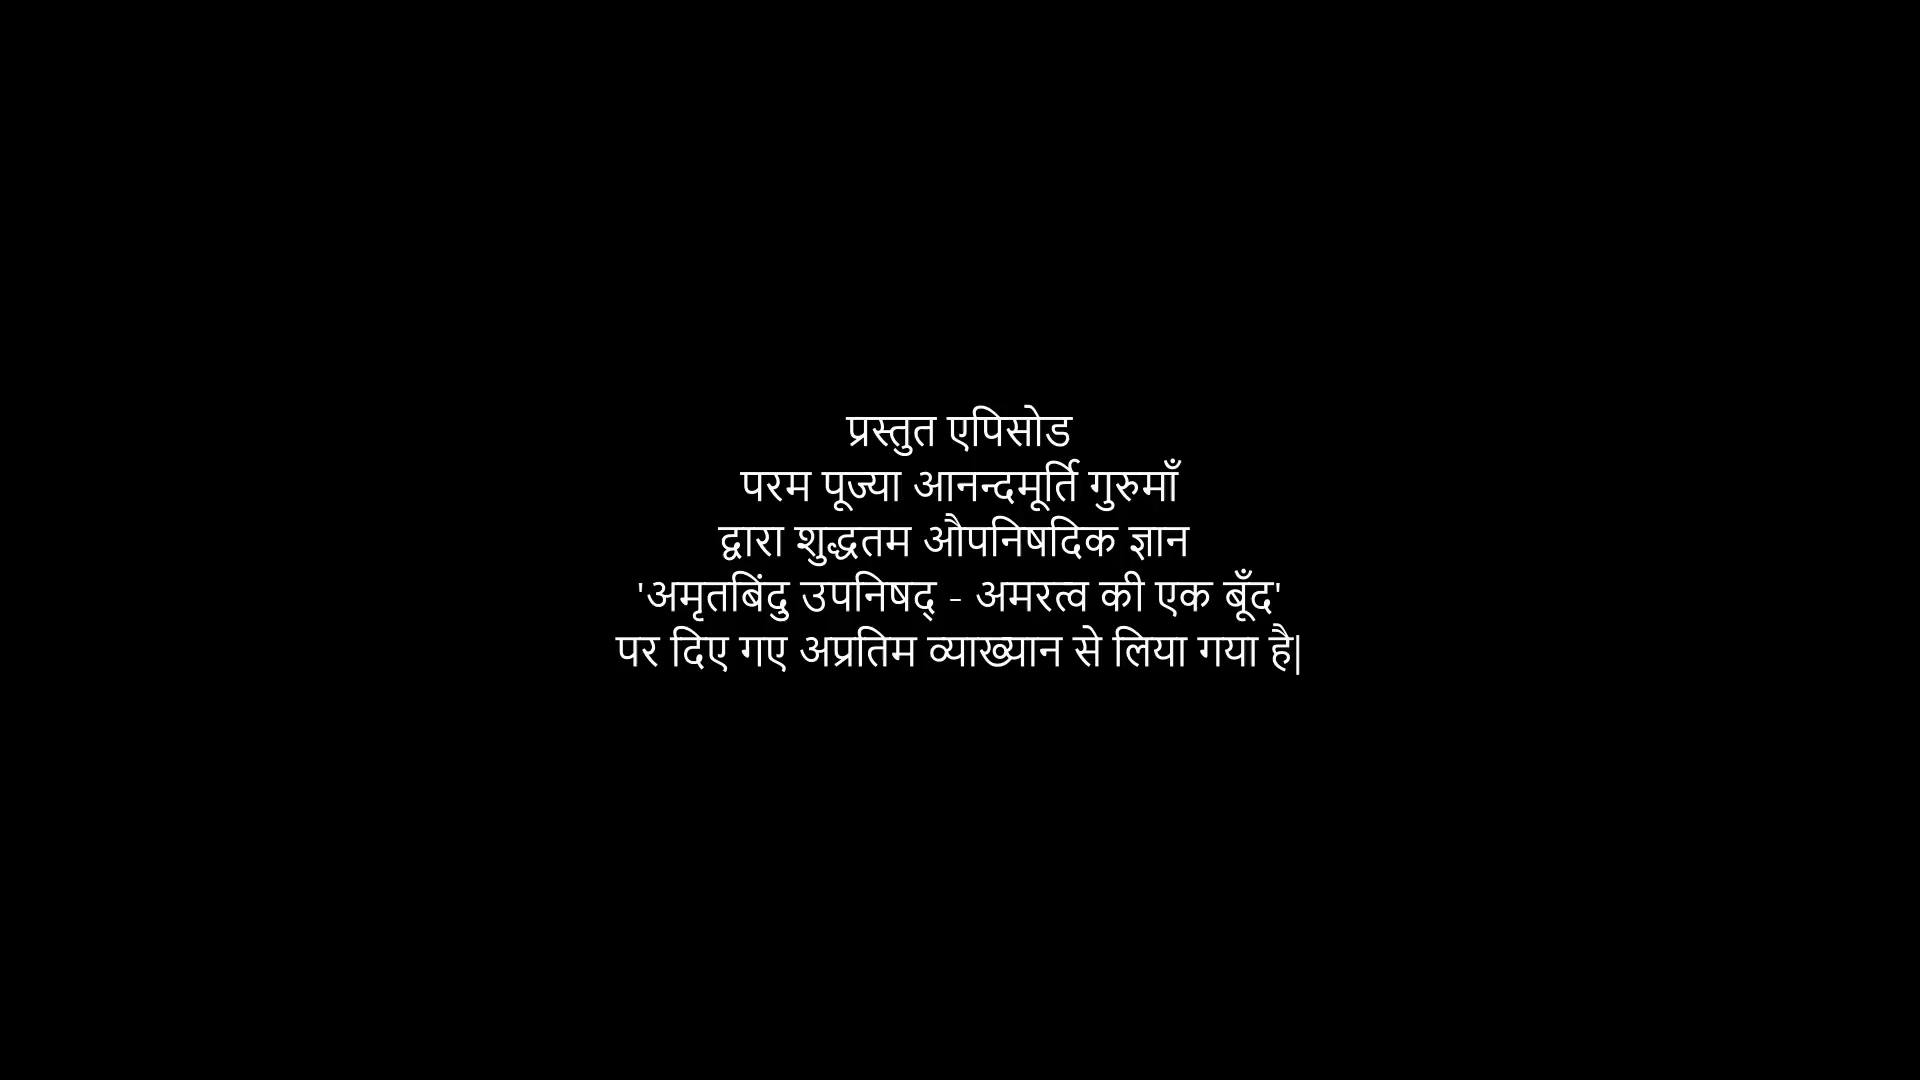 प्रस्तुत एपिसोड
परम पूज्या आनन्दमूर्ति गुरुमाँ
द्वारा शुद्धतम औपनिषदिक ज्ञान
'अमृतबिंदु उपनिषद् - अमरत्व की एक बूँद'
पर दिए गए अप्रतिम व्याख्यान से लिया गया है|